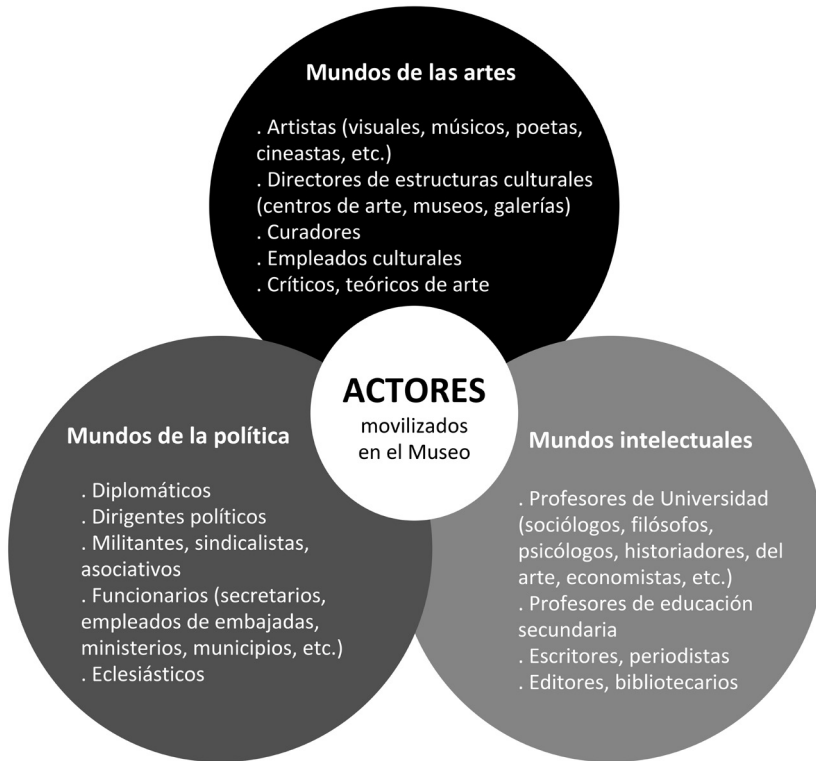 Mundos de las artes
. Artistas (visuales, músicos, poetas,
cineastas, etc.)
. Directores de estructuras culturales
(centros de arte, museos, galerías)
. Curadores
. Empleados culturales
. Críticos, teóricos de arte
ACTORES
movilizados
en el Museo
Mundos de la política
. Diplomáticos
. Dirigentes políticos
. Militantes, sindicalistas,
asociativos
. Funcionarios (secretarios,
empleados de embajadas,
ministerios, municipios, etc.)
. Eclesiásticos
Mundos intelectuales
. Profesores de Universidad
(sociólogos, filósofos,
psicólogos, historiadores, del
arte, economistas, etc.)
. Profesores de educación
secundaria
. Escritores, periodistas
. Editores, bibliotecarios